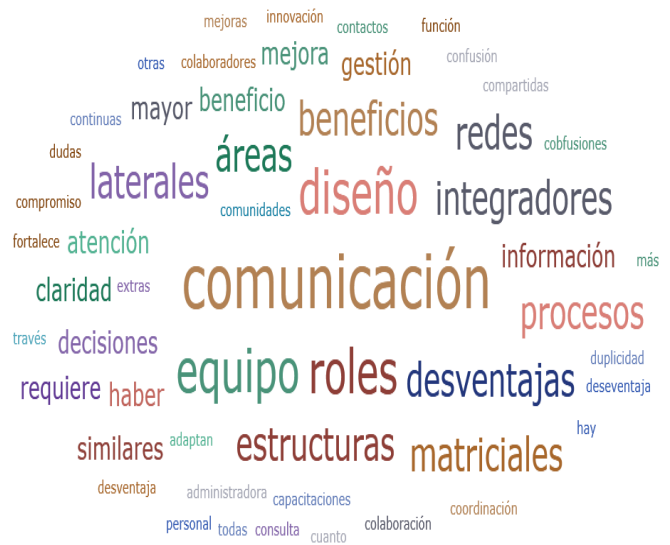 mejoras innovación
contactos función
otras colaboradores mejora gestión confusión
compartidas
continuas mayor beneficio beneficios redes cobfusiones
dudas laterales áreas
compromiso comunidades diseño integradores
fortalece atención información más
claridad extras comunicación procesos
través decisiones duplicidad
requiere haber equipo roles desventajas deseventaja
hay
similares adaptan estructuras matriciales
desventaja administradora capacitaciones coordinación
personal todas consulta cuanto colaboración